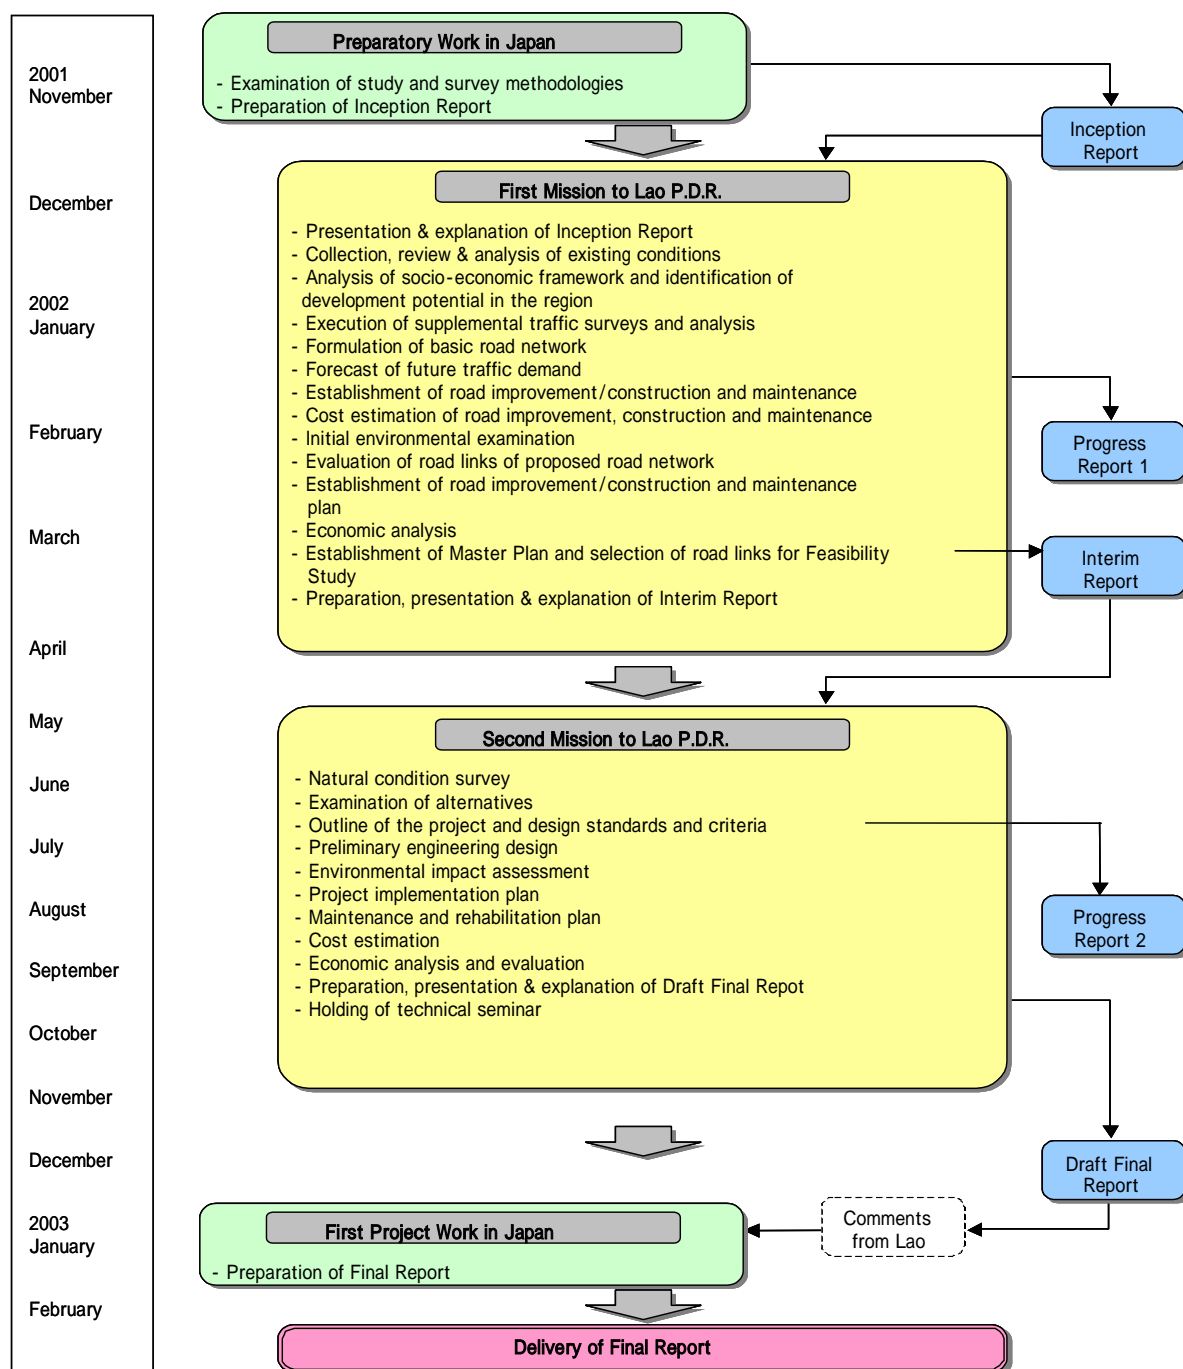 2001
November
December
2002
January
February
March
April
May
June
July
August
September
October
November
December
2003
January
February
Preparatory Work in Japan
- Examination of study and survey methodologies
- Preparation of Inception Report
Inception
Report
First Mission to Lao P.D.R.
- Presentation & explanation of Inception Report
- Collection, review & analysis of existing conditions
- Analysis of socio-economic framework and identification of
development potential in the region
- Execution of supplemental traffic surveys and analysis
- Formulation of basic road network
- Forecast of future traffic demand
- Establishment of road improvement/construction and maintenance
- Cost estimation of road improvement, construction and maintenance
- Initial environmental examination
- Evaluation of road links of proposed road network
- Establishment of road improvement/construction and maintenance
plan
- Economic analysis
- Establishment of Master Plan and selection of road links for Feasibility
Study
- Preparation, presentation & explanation of Interim Report
Progress
Report 1
Interim
Report
Second Mission to Lao P.D.R.
- Natural condition survey
- Examination of alternatives
- Outline of the project and design standards and criteria
- Preliminary engineering design
- Environmental impact assessment
- Project implementation plan
- Maintenance and rehabilitation plan
- Cost estimation
- Economic analysis and evaluation
- Preparation, presentation & explanation of Draft Final Repot
- Holding of technical seminar
Progress
Report 2
Draft Final
Report
Comments
from Lao
First Project Work in Japan
- Preparation of Final Report
Delivery of Final Report